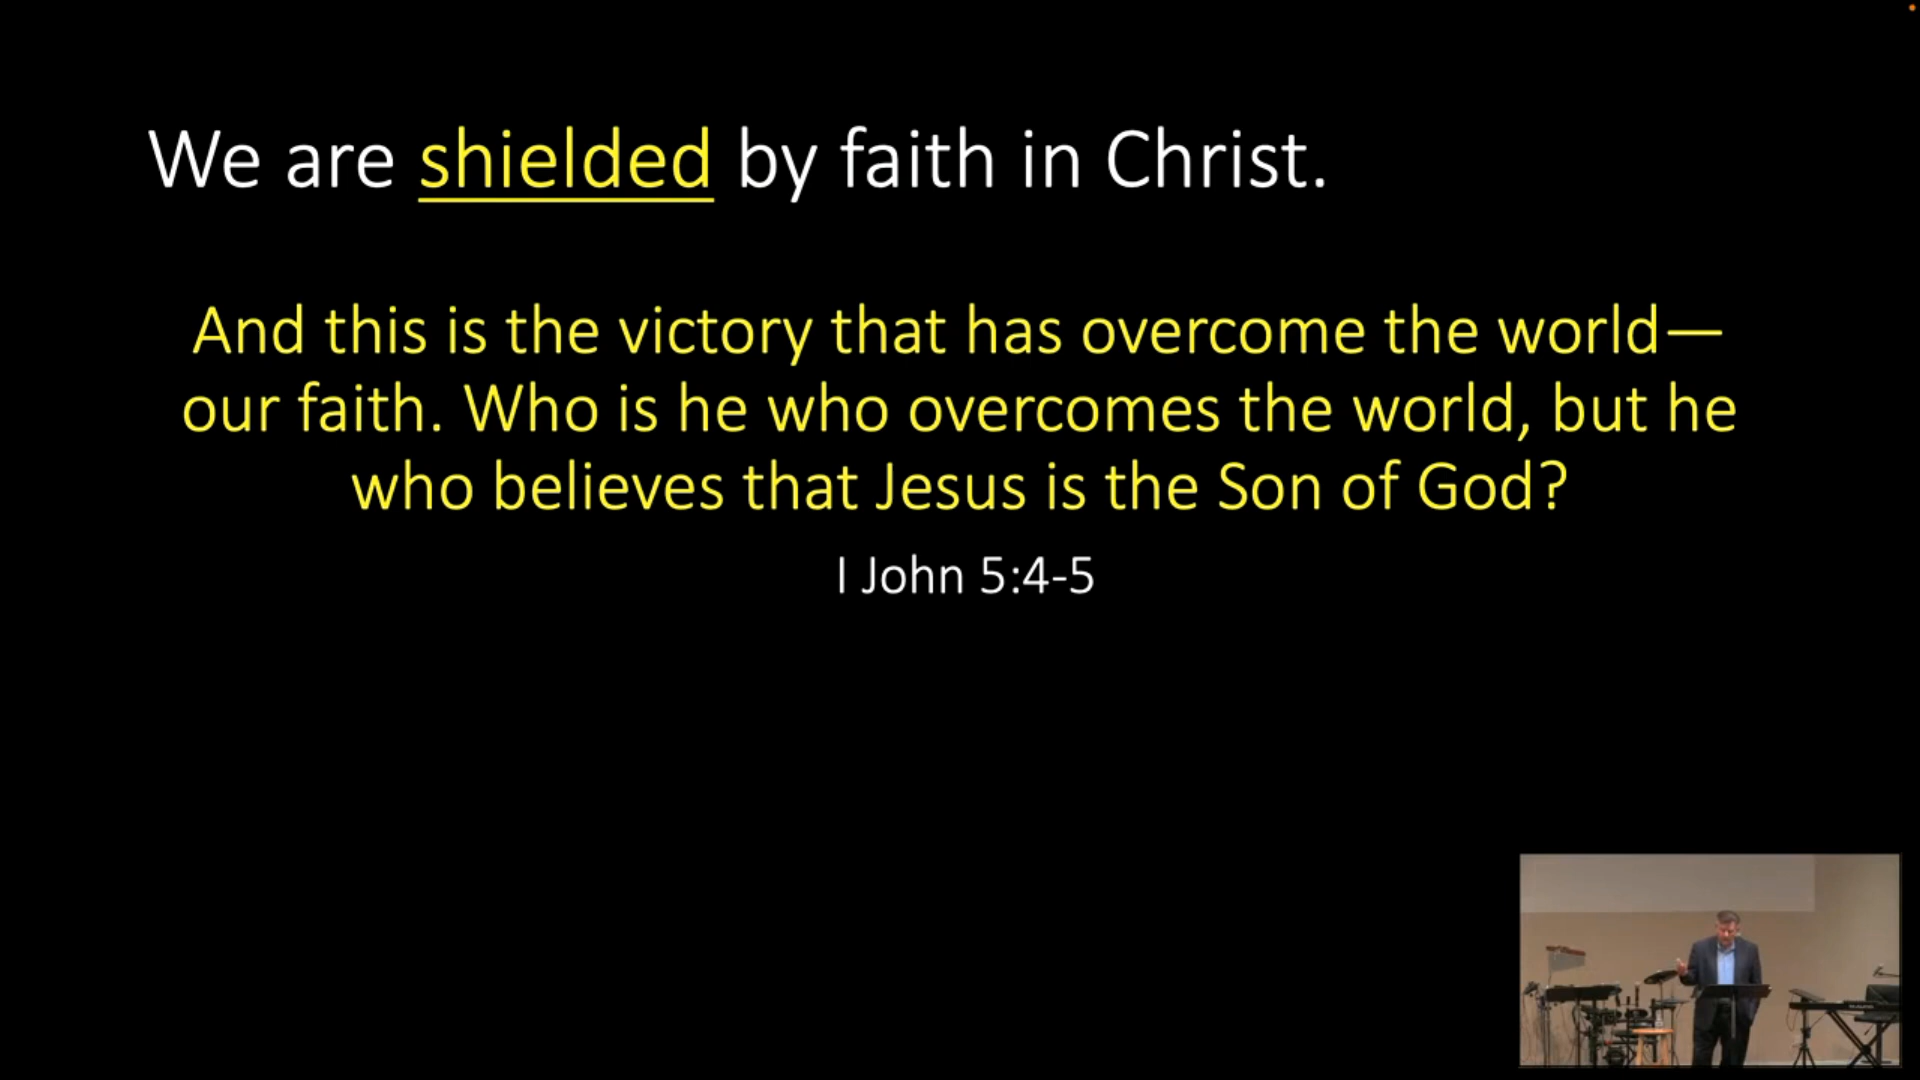 We are shielded by faith in Christ.
And this is the victory that has overcome the world—
our faith. Who is he who overcomes the world, but he
who believes that Jesus is the Son of God?
I John 5:4-5